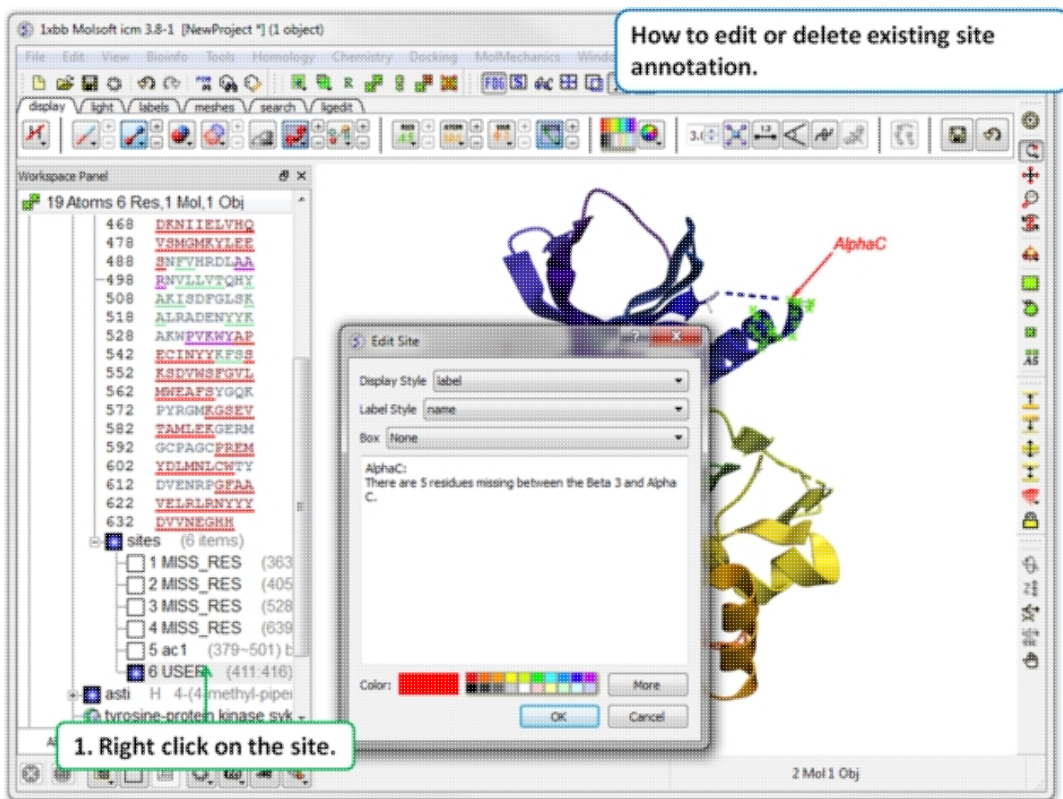 1xbb Molsoft icm 3.8-1 [NewProject *] (1 object)
How to edit or delete existing site
annotation.
File Edit View Bioinfo Tools Homology Chemistry Docking MolMechanics
display light labels meshes search ligedit
Workspace Panel
19 Atoms 6 Res,1 Mol,1 Obj
468 DKNIIELVHQ
478 VSMGMKYLEE
488 SNFVHRDLAA
498 RNVLLVTQHY
508 AKISDFGLSK
518 ALRADENYYK
528 AKWPVKWYAP
542 ECINYYKFSS
552 KSDVWSFGVL
562 MWEAFSYGQK
572 PYRGMKGSEV
582 TAMLEKGERM
592 GCPAGCPREM
602 YDLMNLCWTY
612 DVENRPGFAA
622 VELRLRNYYY
632 DVVNEGHH
sites (6 items)
1 MISS_RES (363
2 MISS_RES (405
3 MISS_RES (528
4 MISS_RES (639
5 ac1 (379~501) b
6 USER (411:416)
asti H 4-(4-methyl-piper
tyrosine-protein kinase syk
1. Right click on the site.
AlphaC
Edit Site
Display Style label
Label Style name
Box None
AlphaC:
There are 5 residues missing between the Beta 3 and Alpha
C.
Color: More
OK Cancel
2 Mol 1 Obj